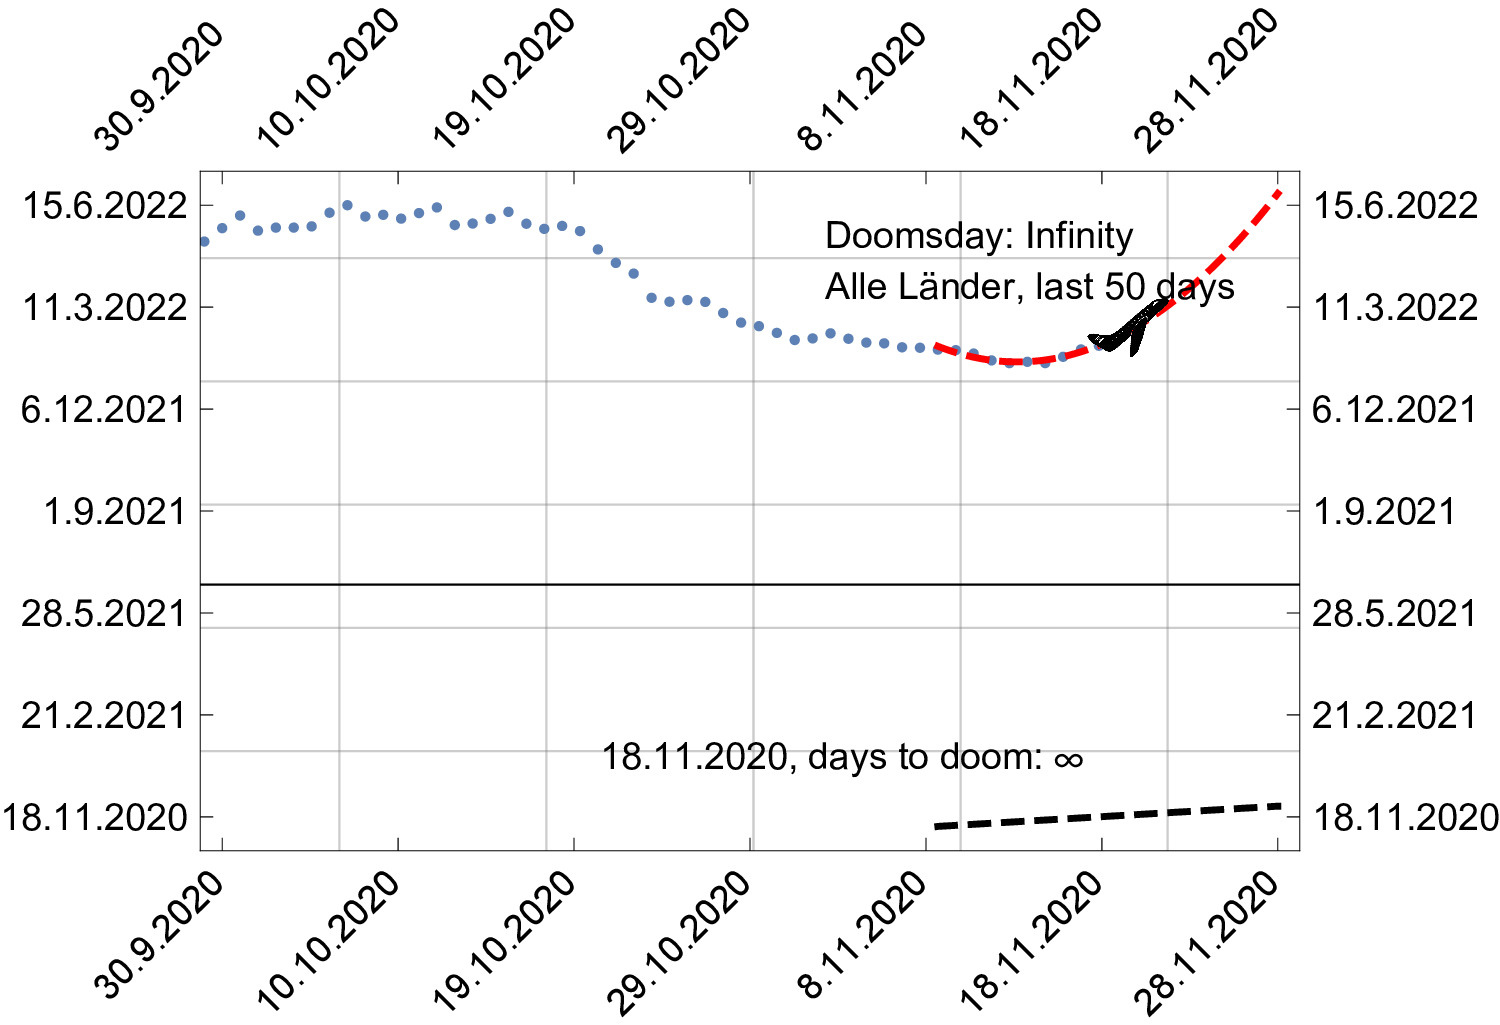 30.9.2020 10.10.2020 19.10.2020 29.10.2020 8.11.2020 18.11.2020 28.11.2020
15.6.2022 15.6.2022
Doomsday: Infinity
Alle Länder, last 50 days
11.3.2022 11.3.2022
6.12.2021 6.12.2021
1.9.2021 1.9.2021
28.5.2021 28.5.2021
21.2.2021 21.2.2021
18.11.2020, days to doom: ∞
18.11.2020 18.11.2020
30.9.2020 10.10.2020 19.10.2020 29.10.2020 8.11.2020 18.11.2020 28.11.2020